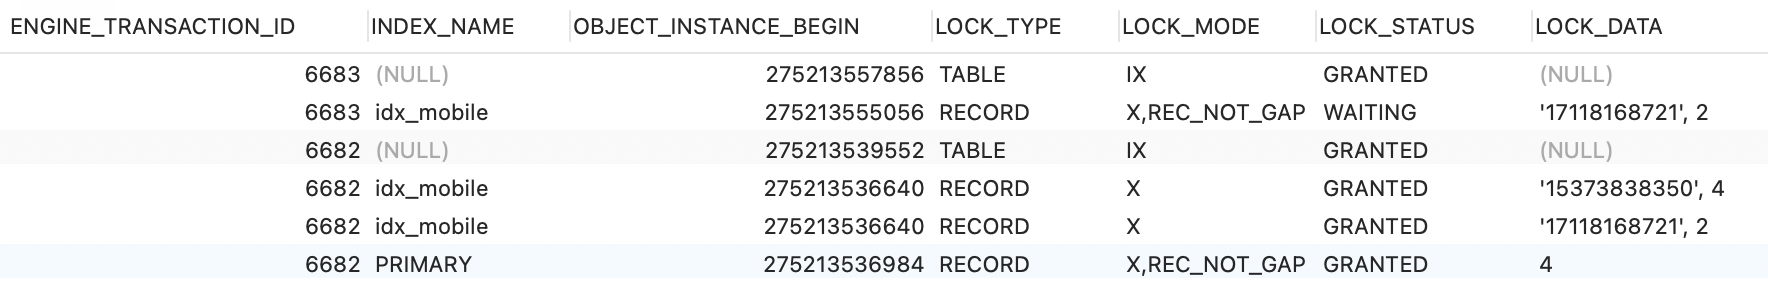 ENGINE_TRANSACTION_ID INDEX_NAME OBJECT_INSTANCE_BEGIN LOCK_TYPE LOCK_MODE LOCK_STATUS LOCK_DATA
6683 (NULL) 275213557856 TABLE IX GRANTED (NULL)
6683 idx_mobile 275213555056 RECORD X,REC_NOT_GAP WAITING '17118168721', 2
6682 (NULL) 275213539552 TABLE IX GRANTED (NULL)
6682 idx_mobile 275213536640 RECORD X GRANTED '15373838350', 4
6682 idx_mobile 275213536640 RECORD X GRANTED '17118168721', 2
6682 PRIMARY 275213536984 RECORD X,REC_NOT_GAP GRANTED 4